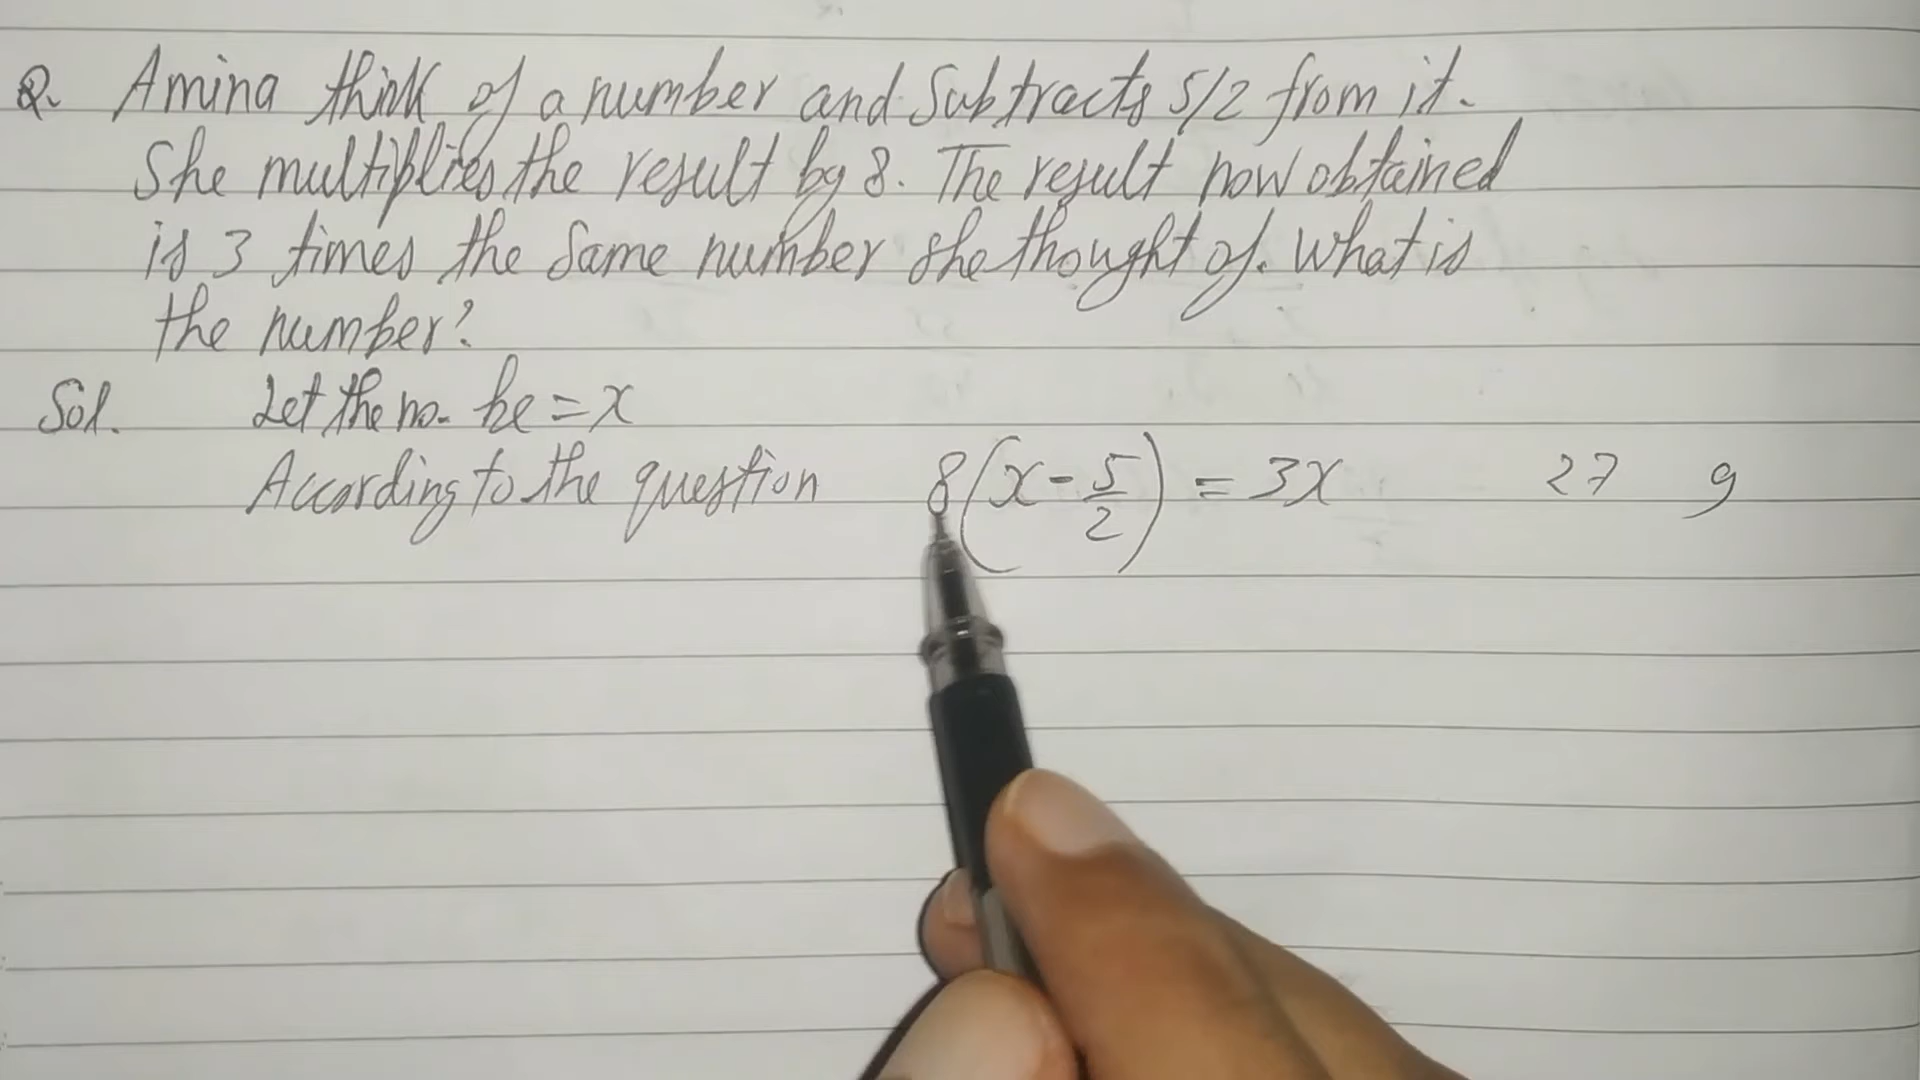 Q. Amina think of a number and Subtracts 5/2 from it.
She multiplies the result by 8. The result now obtained
is 3 times the Same number she thought of. What is
the number?
Sol. Let the no. be = x
According to the question 8(x - 5/2) = 3x 27 9